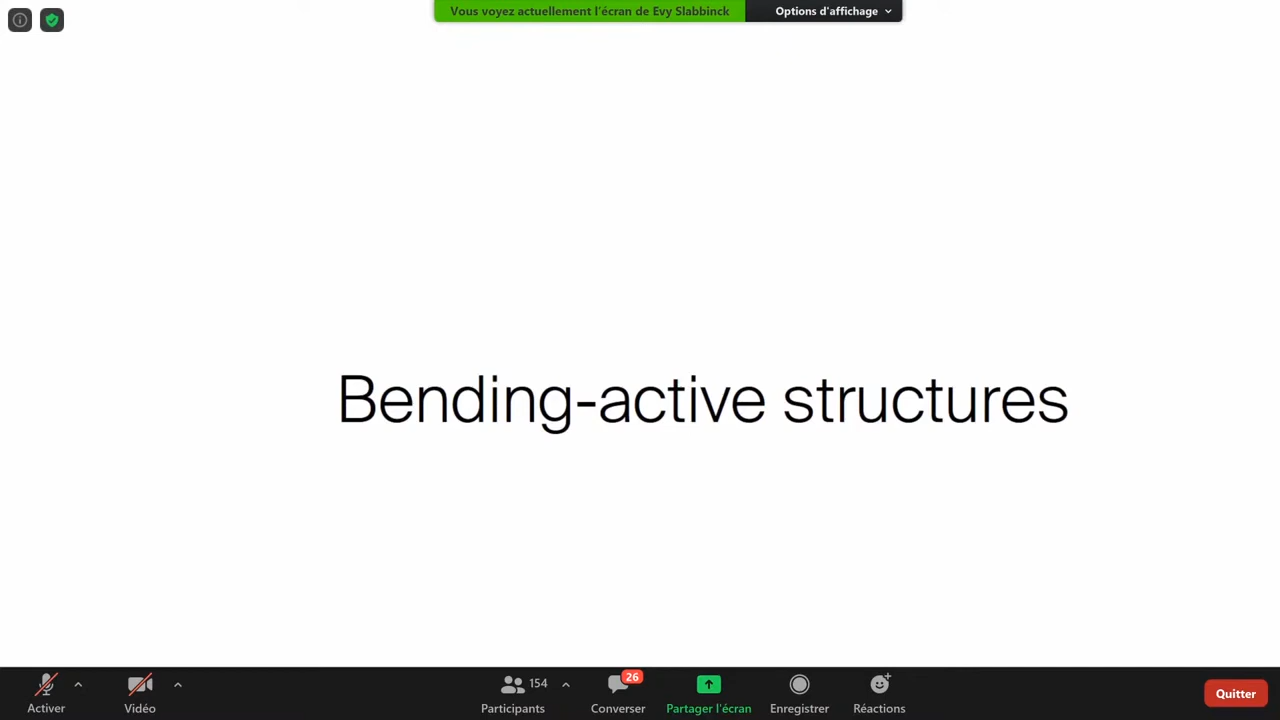 Vous voyez actuellement l'écran de Evy Slabbinck
Options d'affichage
Bending-active structures
Activer
Vidéo
Participants
154
Converser
26
Partager l'écran
Enregistrer
Réactions
Quitter